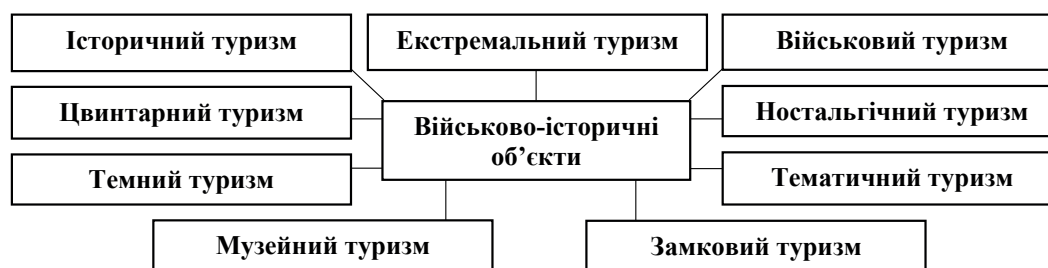 Історичний туризм
Екстремальний туризм
Військовий туризм
Цвинтарний туризм
Військово-історичні
об’єкти
Ностальгічний туризм
Темний туризм
Тематичний туризм
Музейний туризм
Замковий туризм